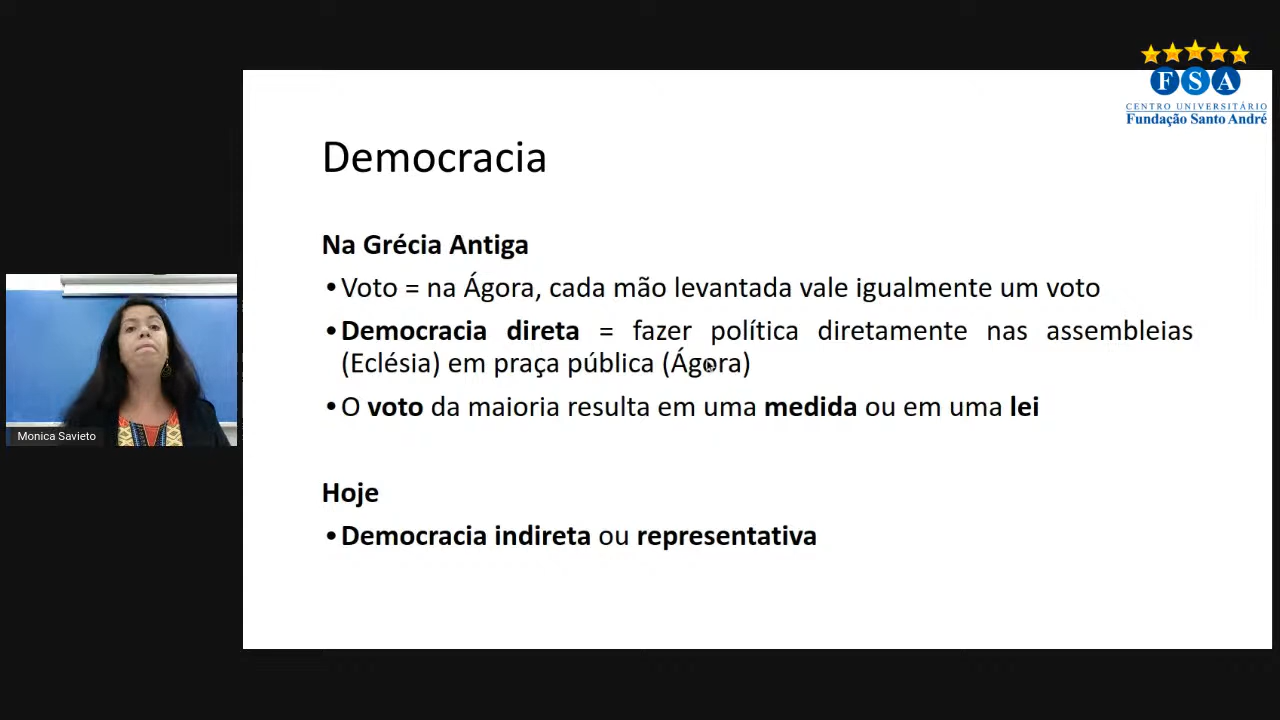 F S A
CENTRO UNIVERSITÁRIO
Fundação Santo André
Democracia
Na Grécia Antiga
•Voto = na Ágora, cada mão levantada vale igualmente um voto
•Democracia direta = fazer política diretamente nas assembleias
(Eclésia) em praça pública (Ágora)
•O voto da maioria resulta em uma medida ou em uma lei
Hoje
•Democracia indireta ou representativa
Monica Savieto